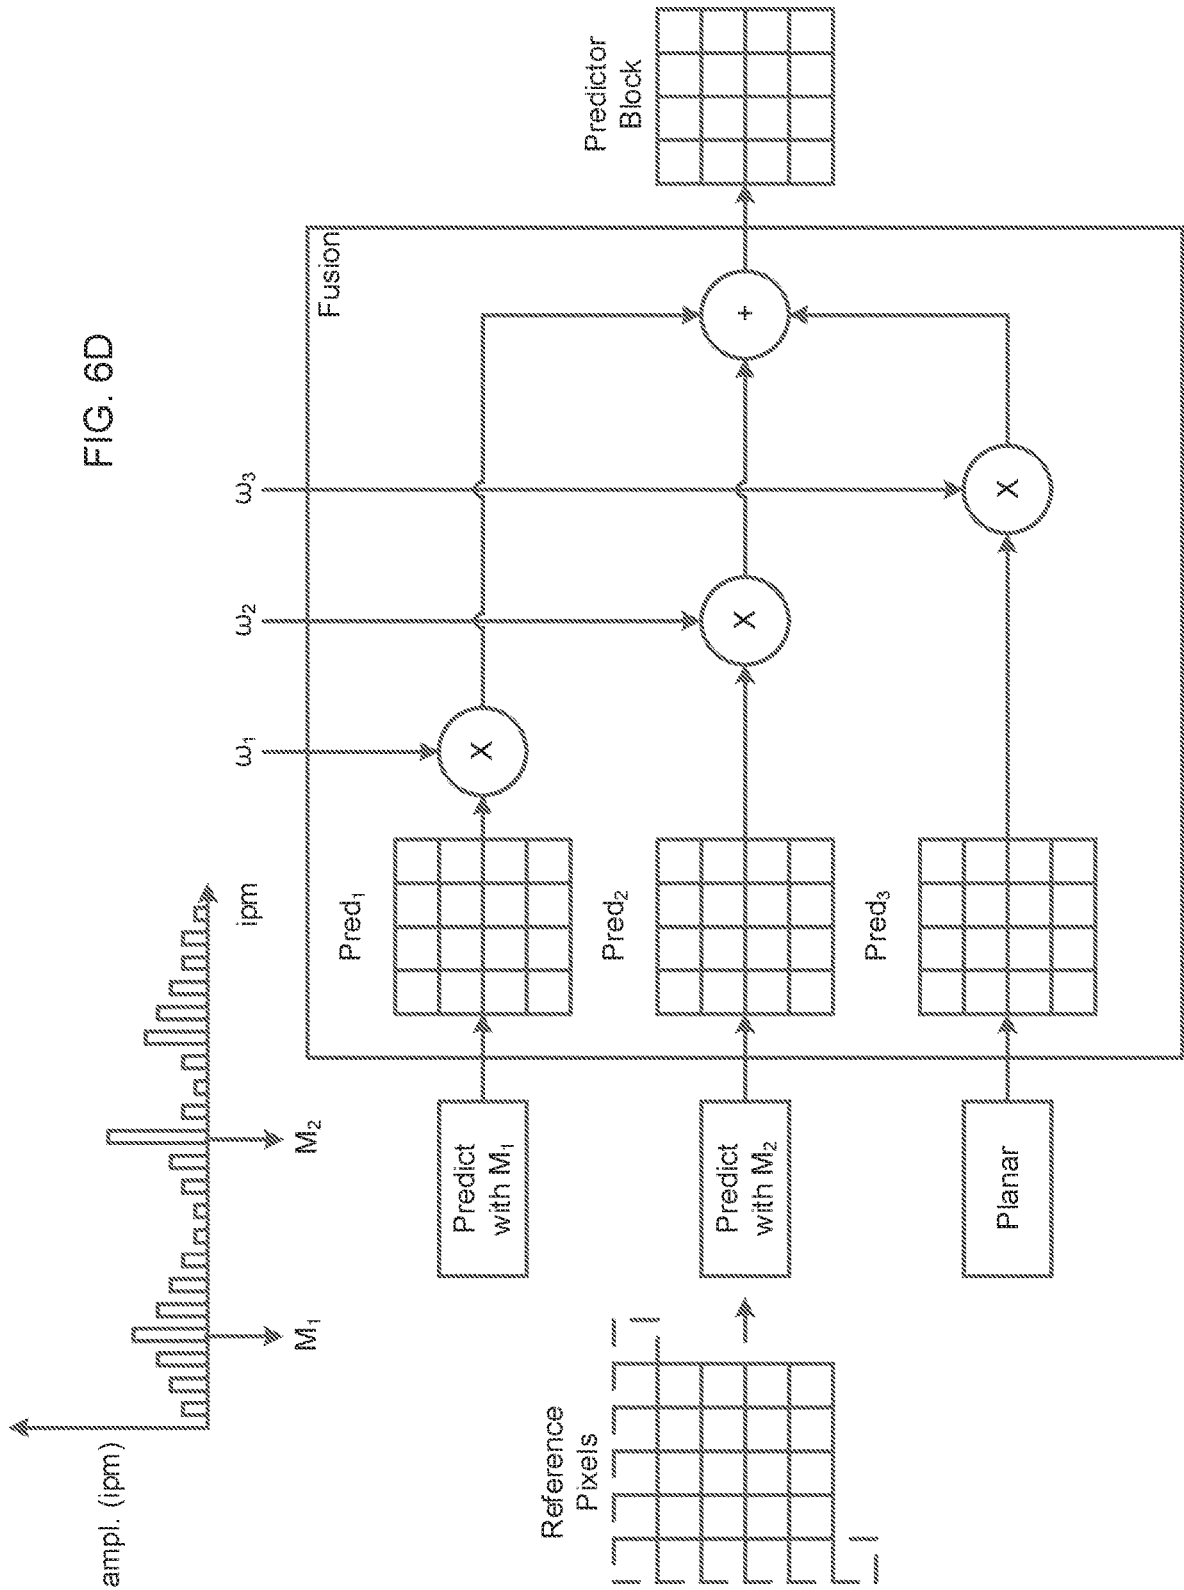 FIG. 6D
ampl. (ipm)
M₁
M₂
ipm
ω₁
ω₂
ω₃
Fusion
Reference
Pixels
Predict
with M₁
Pred₁
X
Predict
with M₂
Pred₂
X
Planar
Pred₃
X
+
Predictor
Block